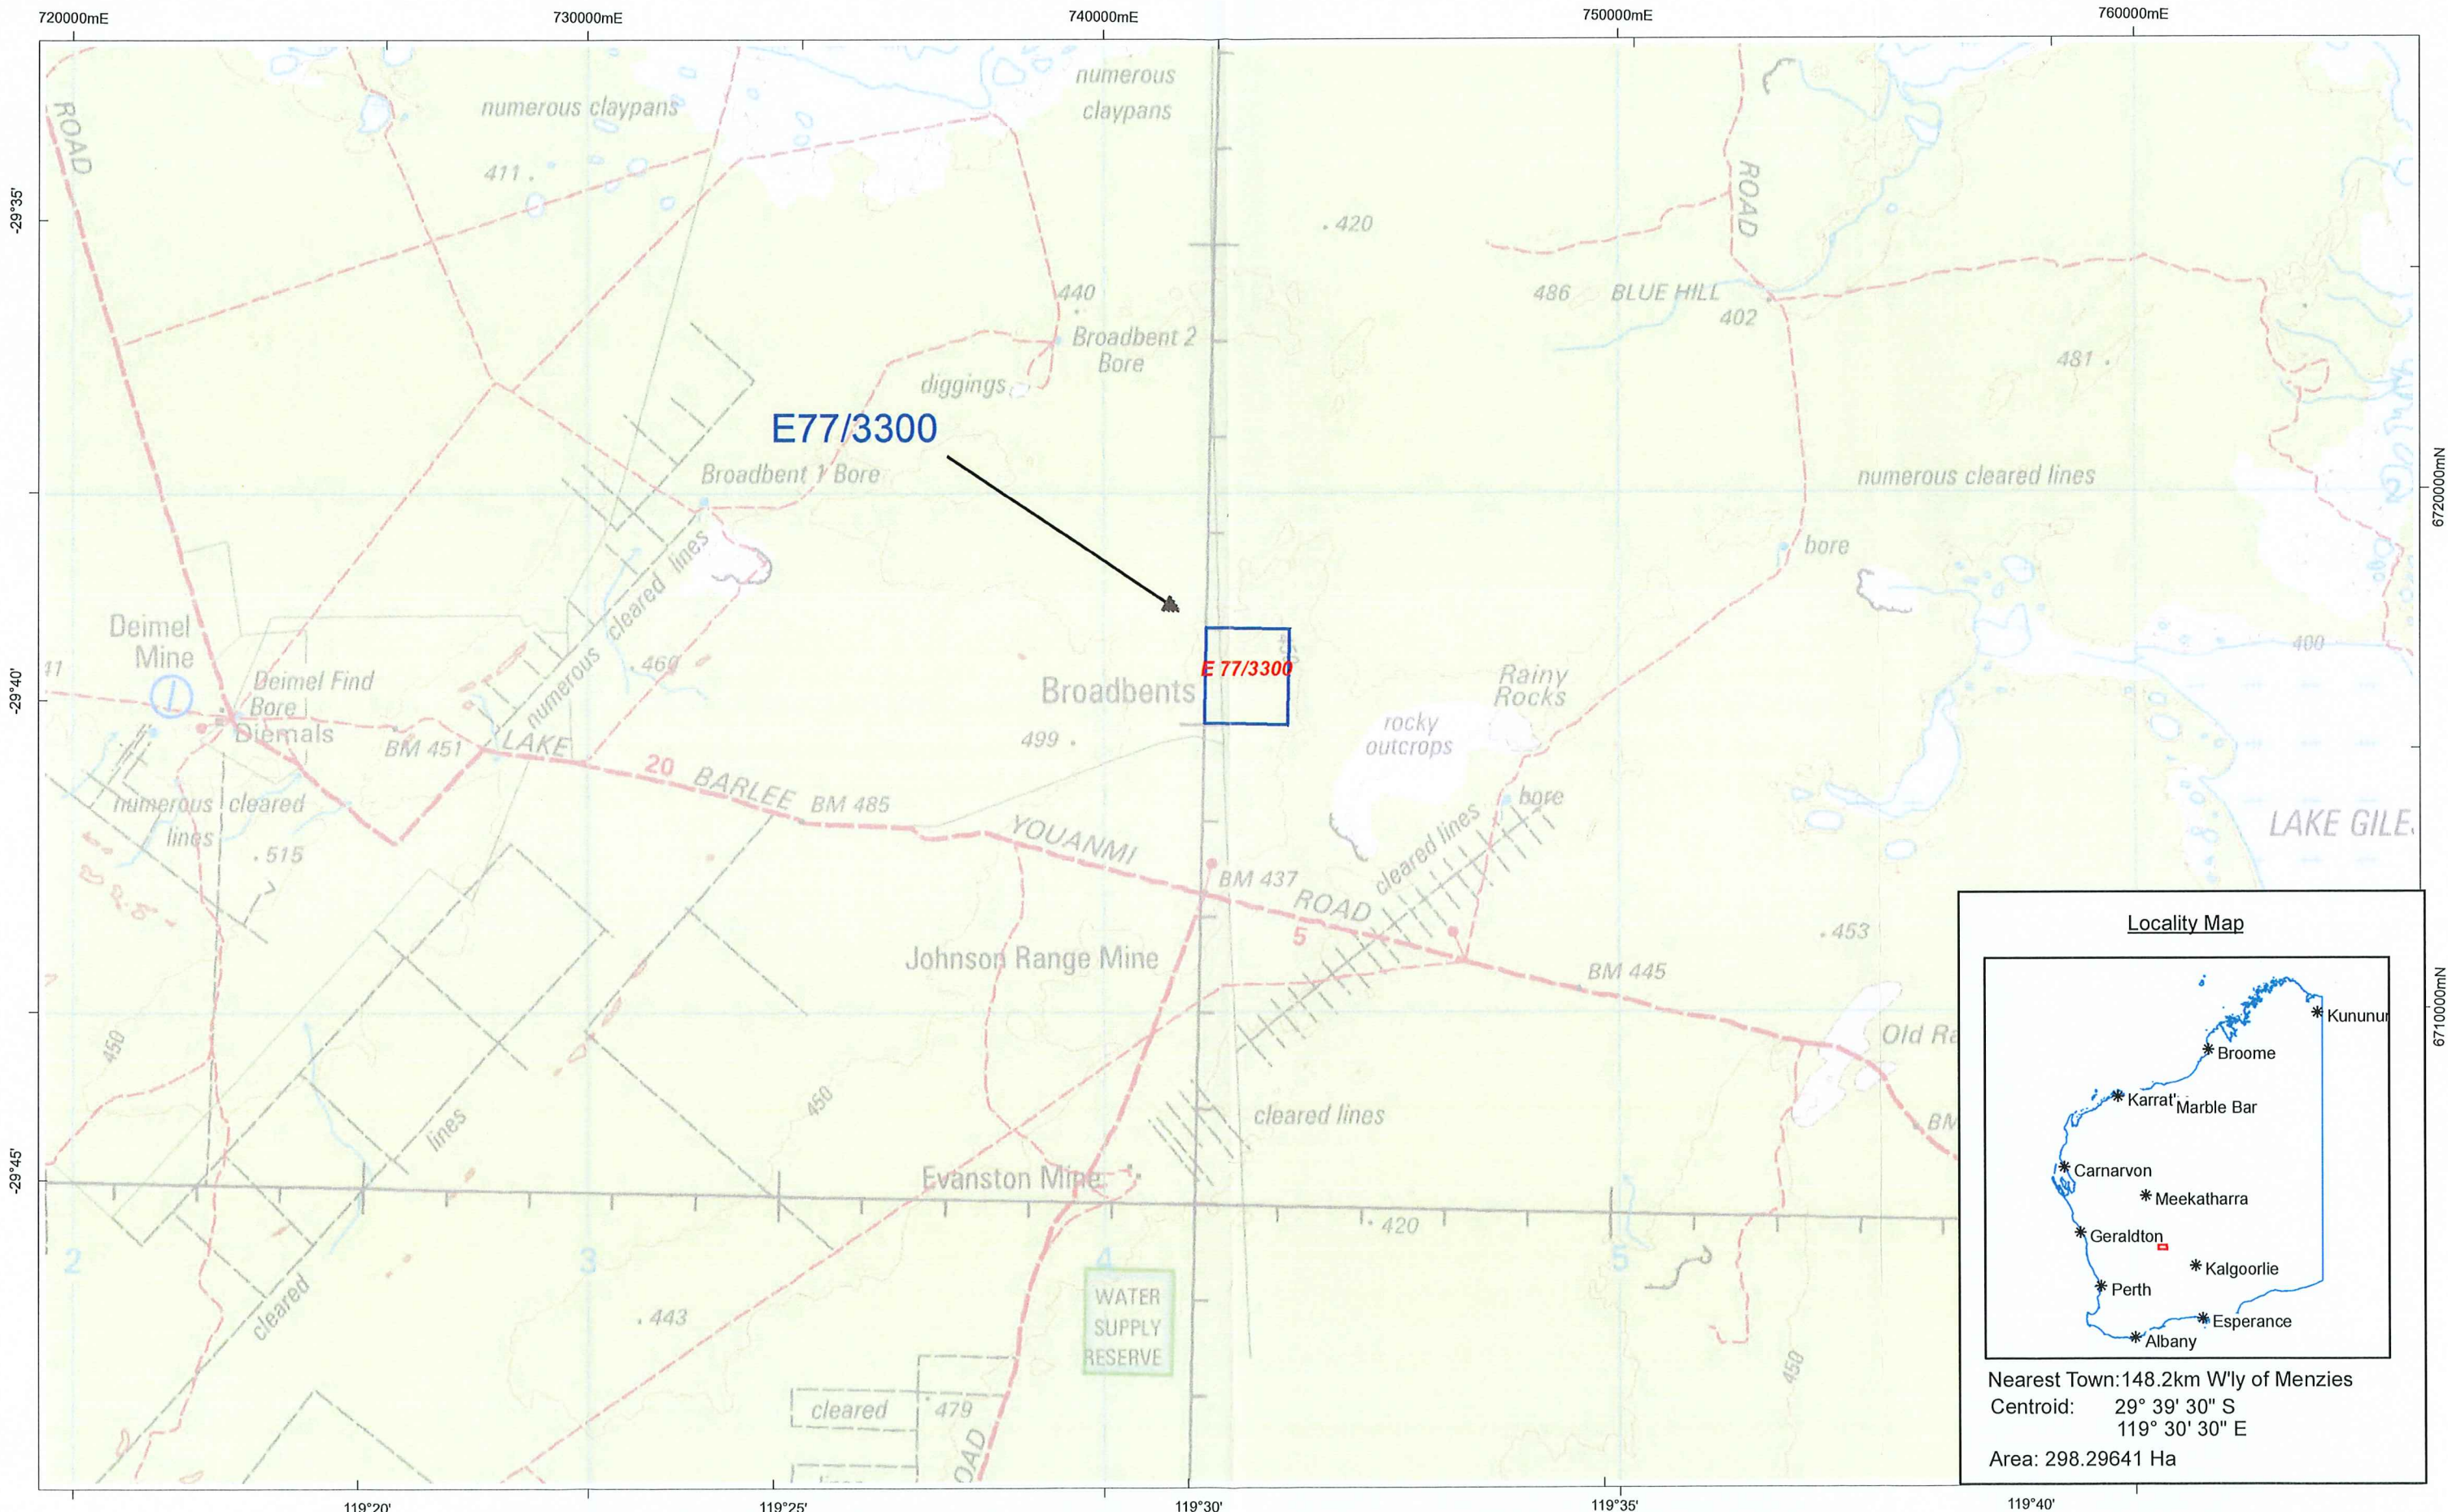 720000mE
730000mE
740000mE
750000mE
760000mE
numerous claypans
numerous
claypans
ROAD
411
ROAD
420
-29°35'
440
486
BLUE HILL
402
Broadbent 2
Bore
481
diggings
E77/3300
Broadbent 1 Bore
numerous cleared lines
6720000mN
bore
numerous cleared lines
Deimel
Mine
460
450
E 77/3300
400
41
Deimel Find
Bore
-29°40'
Broadbents
Rainy
Rocks
rocky
outcrops
Diemals
BM 451
LAKE
499
20
BARLEE
BM 485
bore
numerous cleared
lines
YOUANMI
LAKE GILE
515
cleared lines
BM 437
ROAD
5
453
Johnson Range Mine
BM 445
6710000mN
Old Ra
450
450
cleared lines
BM
lines
-29°45'
Evanston Mine
420
2
3
4
5
WATER
SUPPLY
RESERVE
cleared
443
450
cleared
479
OAD
119°20'
119°25'
119°30'
119°35'
119°40'
Locality Map
Kununur
Broome
Karrat'
Marble Bar
Carnarvon
Meekatharra
Geraldton
Kalgoorlie
Perth
Esperance
Albany
Nearest Town:148.2km W'ly of Menzies
Centroid: 29° 39' 30" S
119° 30' 30" E
Area: 298.29641 Ha